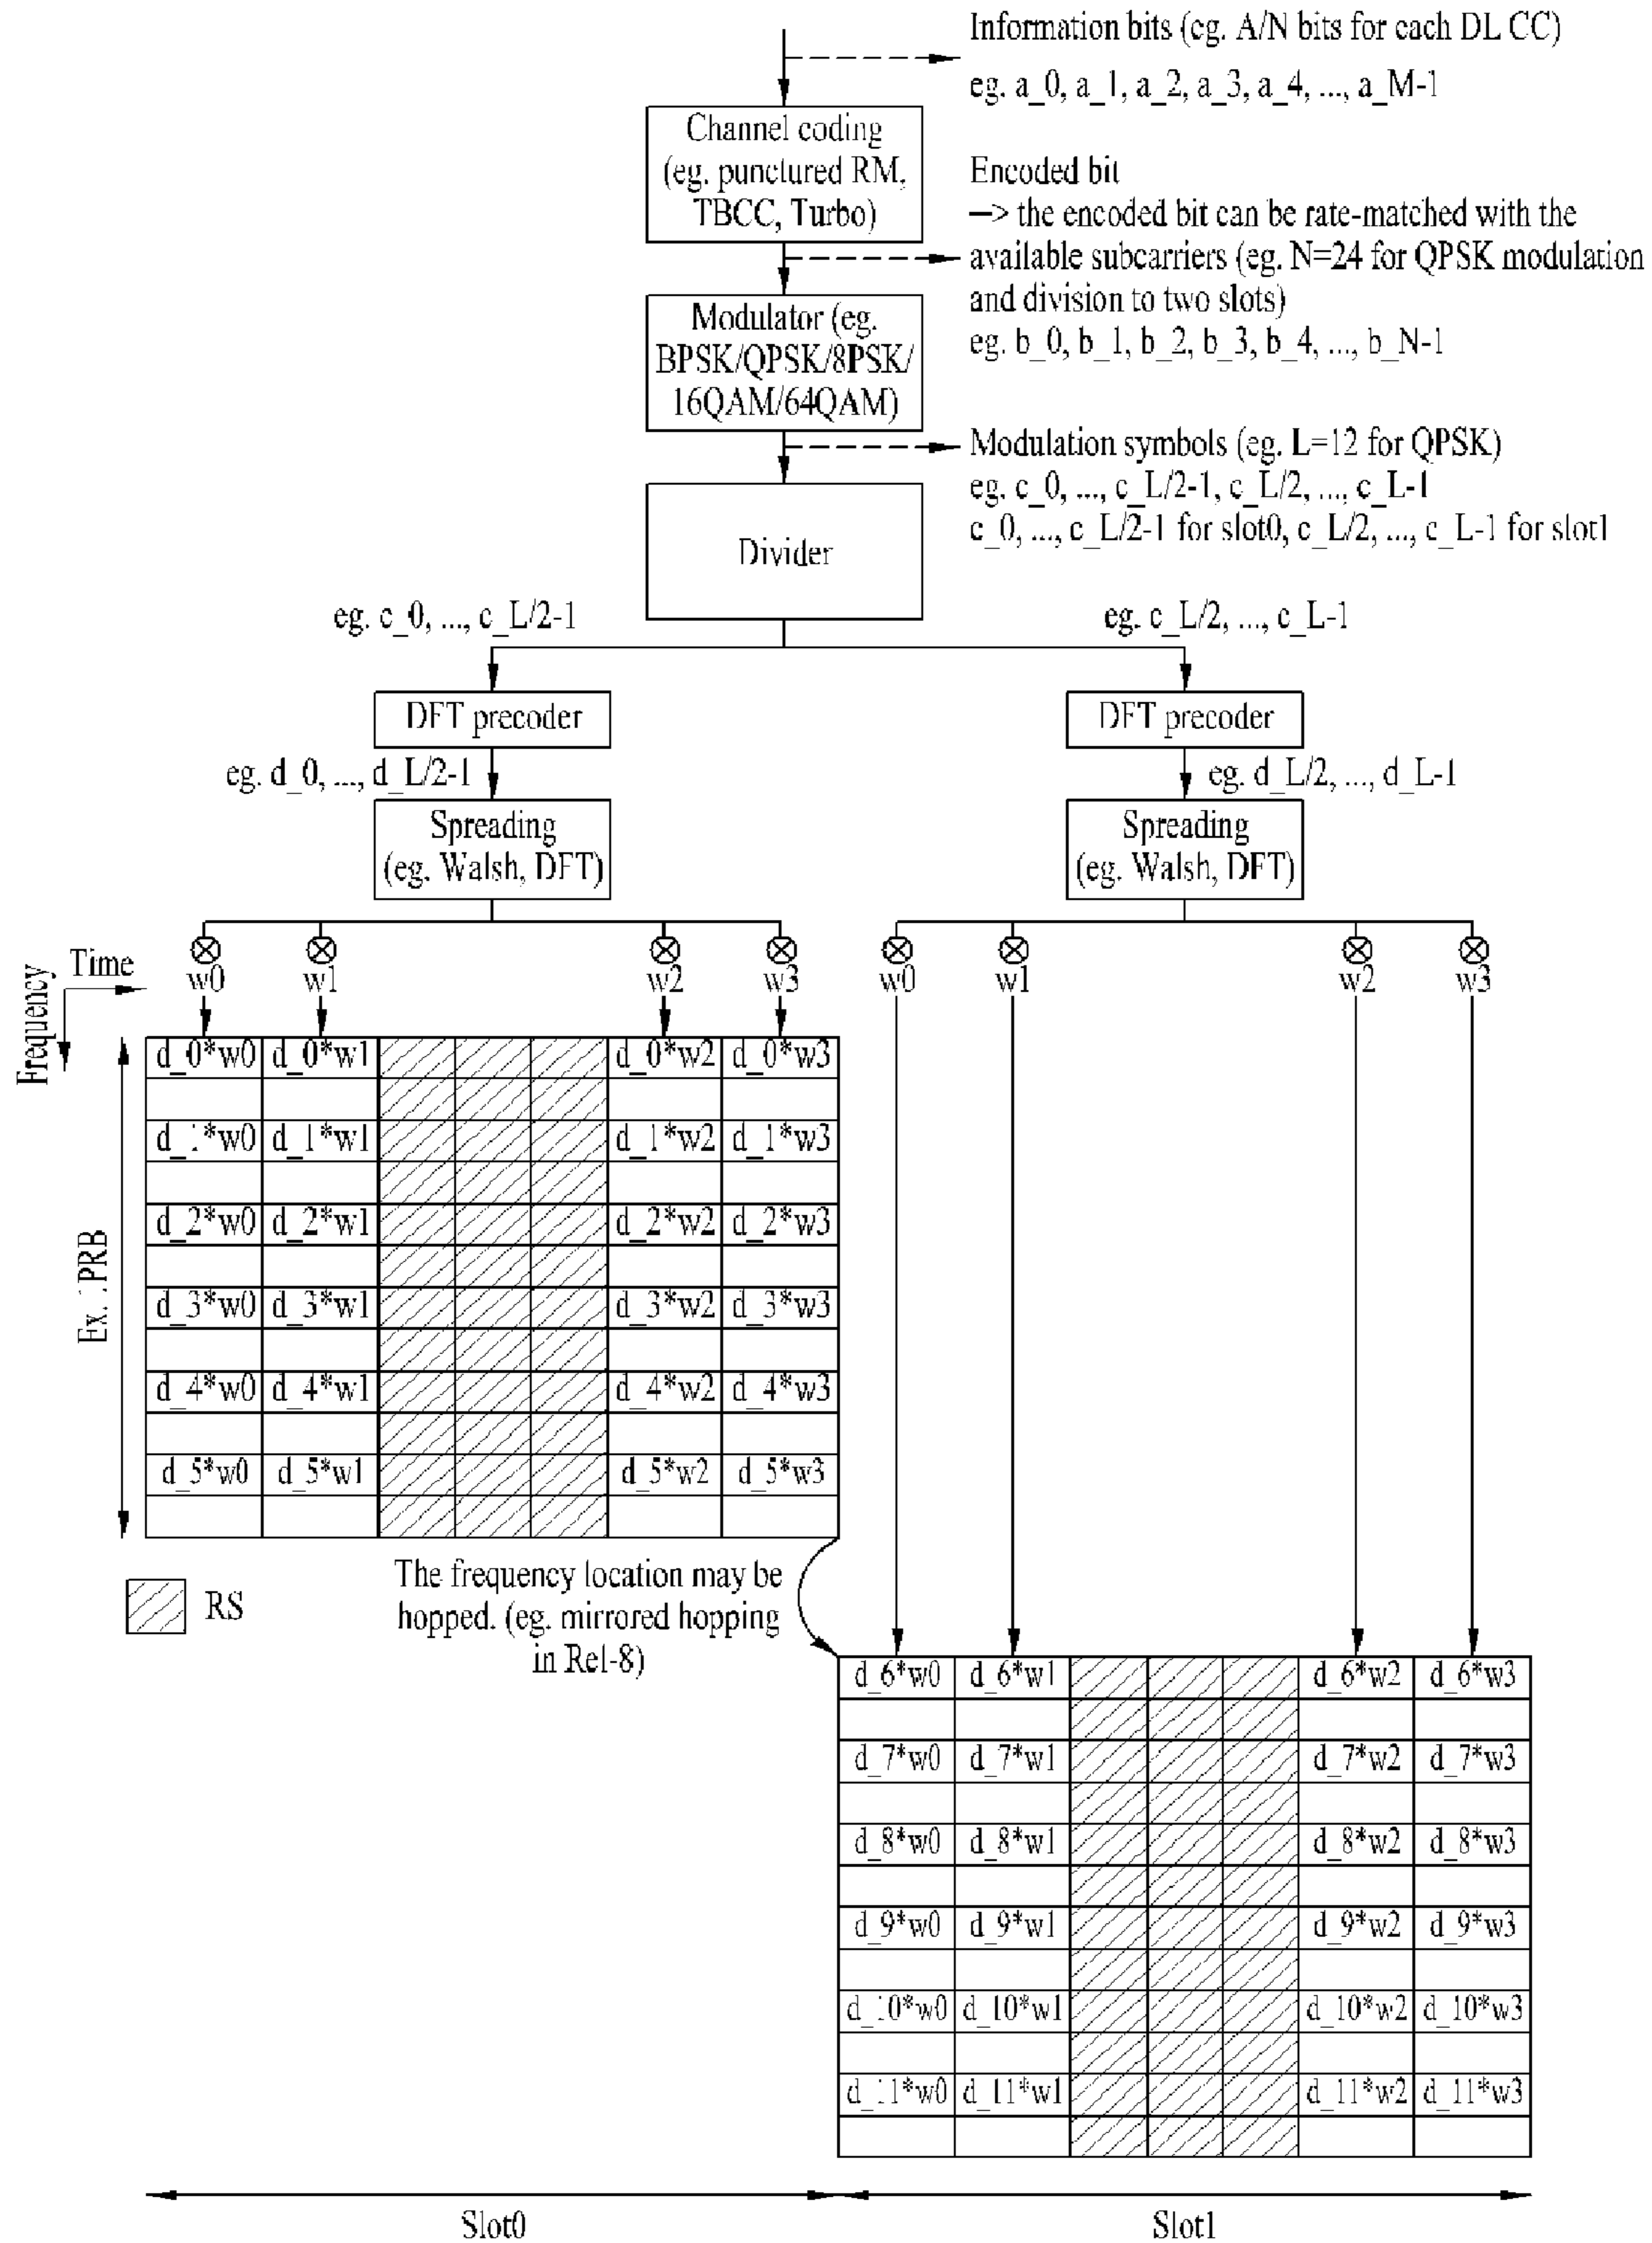 Information bits (eg. A/N bits for each DL CC)
eg. a_0, a_1, a_2, a_3, a_4, ..., a_M-1
Channel coding
(eg. punctured RM,
TBCC, Turbo)
Encoded bit
—> the encoded bit can be rate-matched with the
available subcarriers (eg. N=24 for QPSK modulation
and division to two slots)
eg. b_0, b_1, b_2, b_3, b_4, ..., b_N-1
Modulator (eg.
BPSK/QPSK/8PSK/
16QAM/64QAM)
Modulation symbols (eg. L=12 for QPSK)
eg. c_0, ..., c_L/2-1, c_L/2, ..., c_L-1
c_0, ..., c_L/2-1 for slot0, c_L/2, ..., c_L-1 for slot1
Divider
eg. c_0, ..., c_L/2-1
eg. c_L/2, ..., c_L-1
DFT precoder
DFT precoder
eg. d_0, ..., d_L/2-1
eg. d_L/2, ..., d_L-1
Spreading
(eg. Walsh, DFT)
Spreading
(eg. Walsh, DFT)
Time
Frequency
w0 w1 w2 w3 w0 w1 w2 w3
d_0*w0 d_0*w1 d_0*w2 d_0*w3
d_1*w0 d_1*w1 d_1*w2 d_1*w3
d_2*w0 d_2*w1 d_2*w2 d_2*w3
d_3*w0 d_3*w1 d_3*w2 d_3*w3
d_4*w0 d_4*w1 d_4*w2 d_4*w3
d_5*w0 d_5*w1 d_5*w2 d_5*w3
Ex. 1PRB
RS
The frequency location may be
hopped. (eg. mirrored hopping
in Rel-8)
d_6*w0 d_6*w1 d_6*w2 d_6*w3
d_7*w0 d_7*w1 d_7*w2 d_7*w3
d_8*w0 d_8*w1 d_8*w2 d_8*w3
d_9*w0 d_9*w1 d_9*w2 d_9*w3
d_10*w0 d_10*w1 d_10*w2 d_10*w3
d_11*w0 d_11*w1 d_11*w2 d_11*w3
Slot0
Slot1